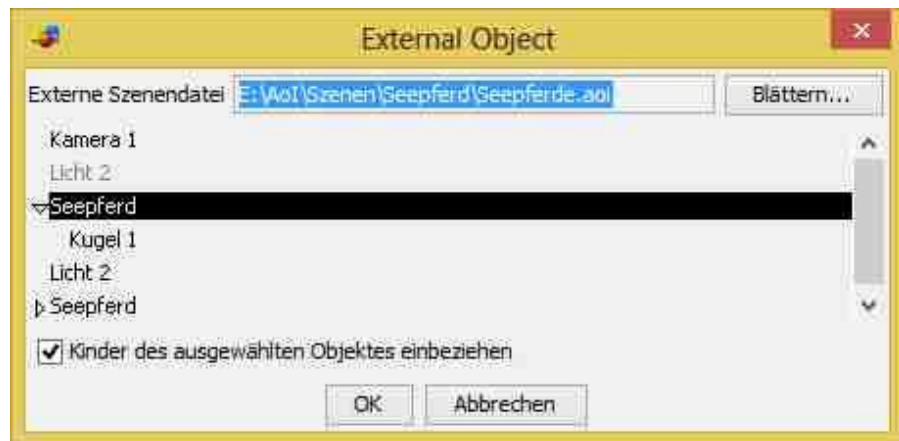 External Object
Externe Szenendatei E:\AoI\Szenen\Seepferd\Seepferde.aoi Blättern...
Kamera 1
Licht 2
Seepferd
Kugel 1
Licht 2
Seepferd
Kinder des ausgewählten Objektes einbeziehen
OK Abbrechen